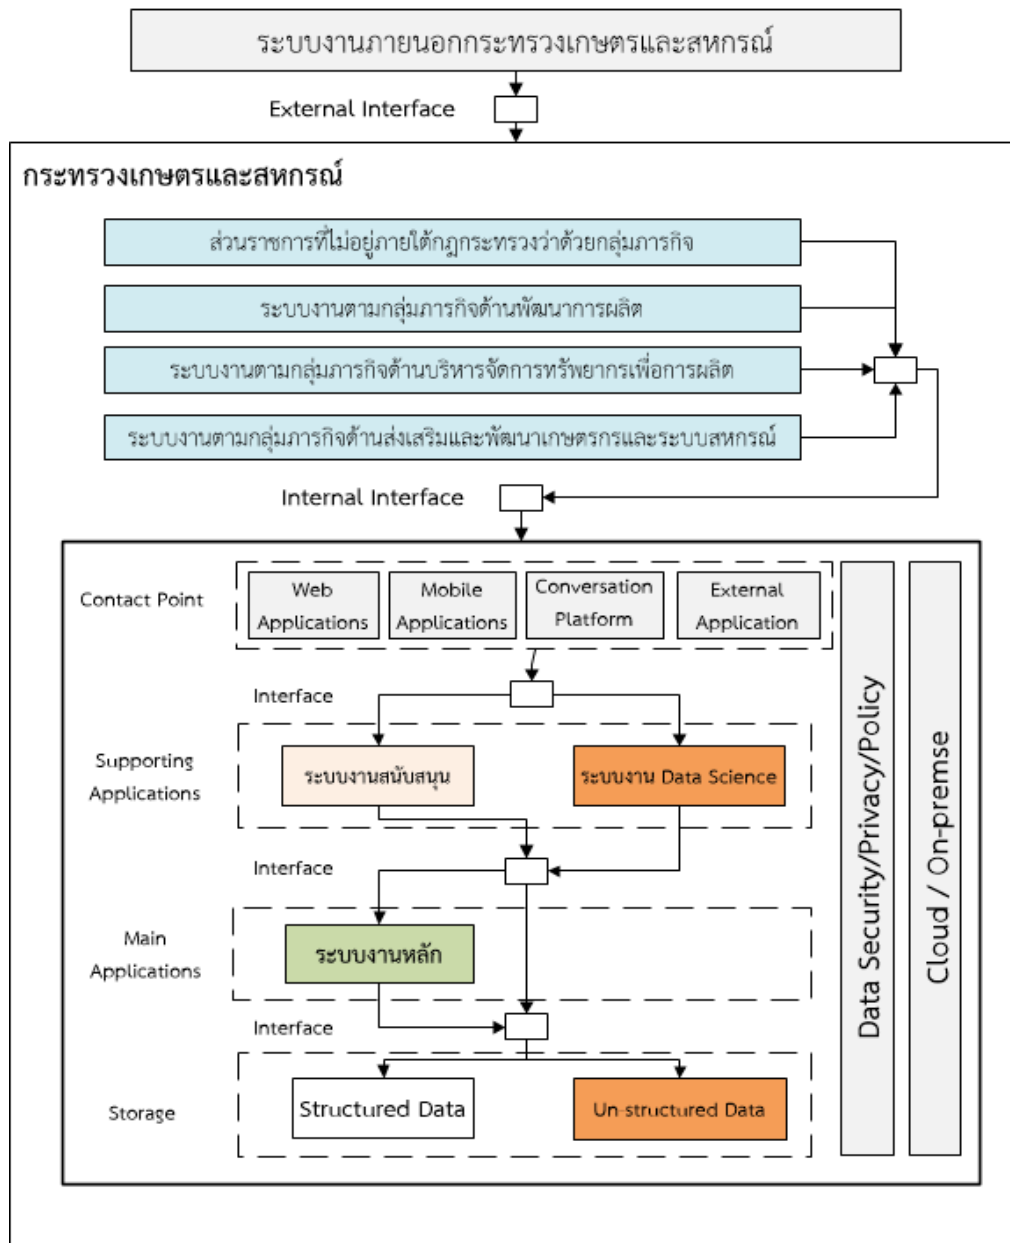 ระบบงานภายนอกกระทรวงเกษตรและสหกรณ์
External Interface
กระทรวงเกษตรและสหกรณ์
ส่วนราชการที่ไม่อยู่ภายใต้กฎกระทรวงว่าด้วยกลุ่มภารกิจ
ระบบงานตามกลุ่มภารกิจด้านพัฒนาการผลิต
ระบบงานตามกลุ่มภารกิจด้านบริหารจัดการทรัพยากรเพื่อการผลิต
ระบบงานตามกลุ่มภารกิจด้านส่งเสริมและพัฒนาเกษตรกรและระบบสหกรณ์
Internal Interface
Contact Point
Web
Applications
Mobile
Applications
Conversation
Platform
External
Application
Interface
Supporting
Applications
ระบบงานสนับสนุน
ระบบงาน Data Science
Interface
Main
Applications
ระบบงานหลัก
Interface
Storage
Structured Data
Un-structured Data
Data Security/Privacy/Policy
Cloud / On-premse